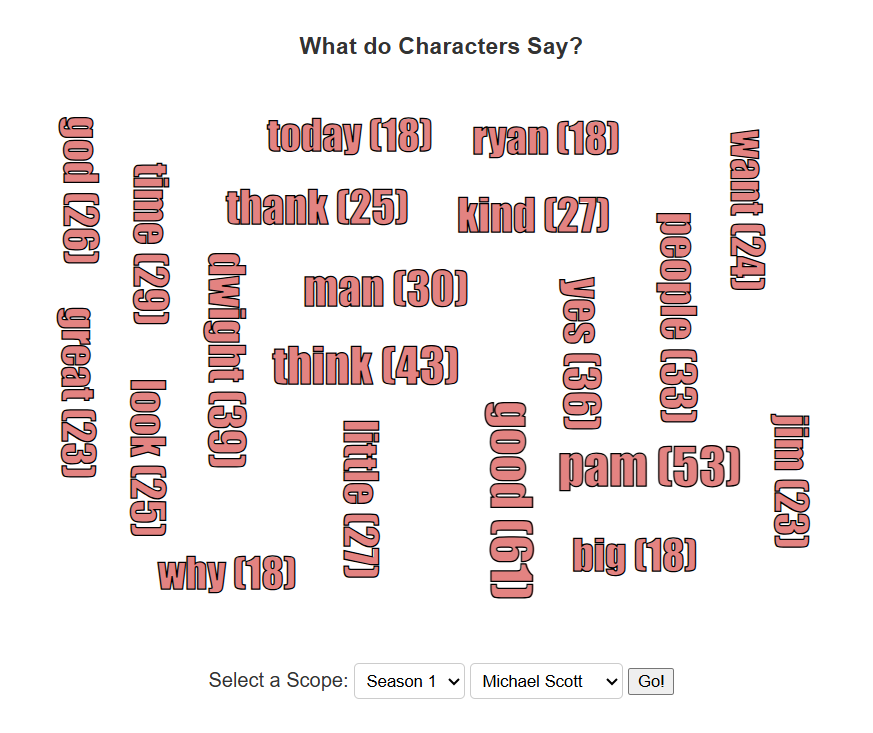 What do Characters Say?
today (18)
ryan (18)
god (26)
want (24)
time (29)
thank (25)
kind (27)
people (33)
dwight (39)
man (30)
yes (36)
great (23)
think (43)
look (25)
good (61)
jim (23)
little (27)
pam (53)
big (18)
why (18)
Select a Scope: Season 1 Michael Scott Go!